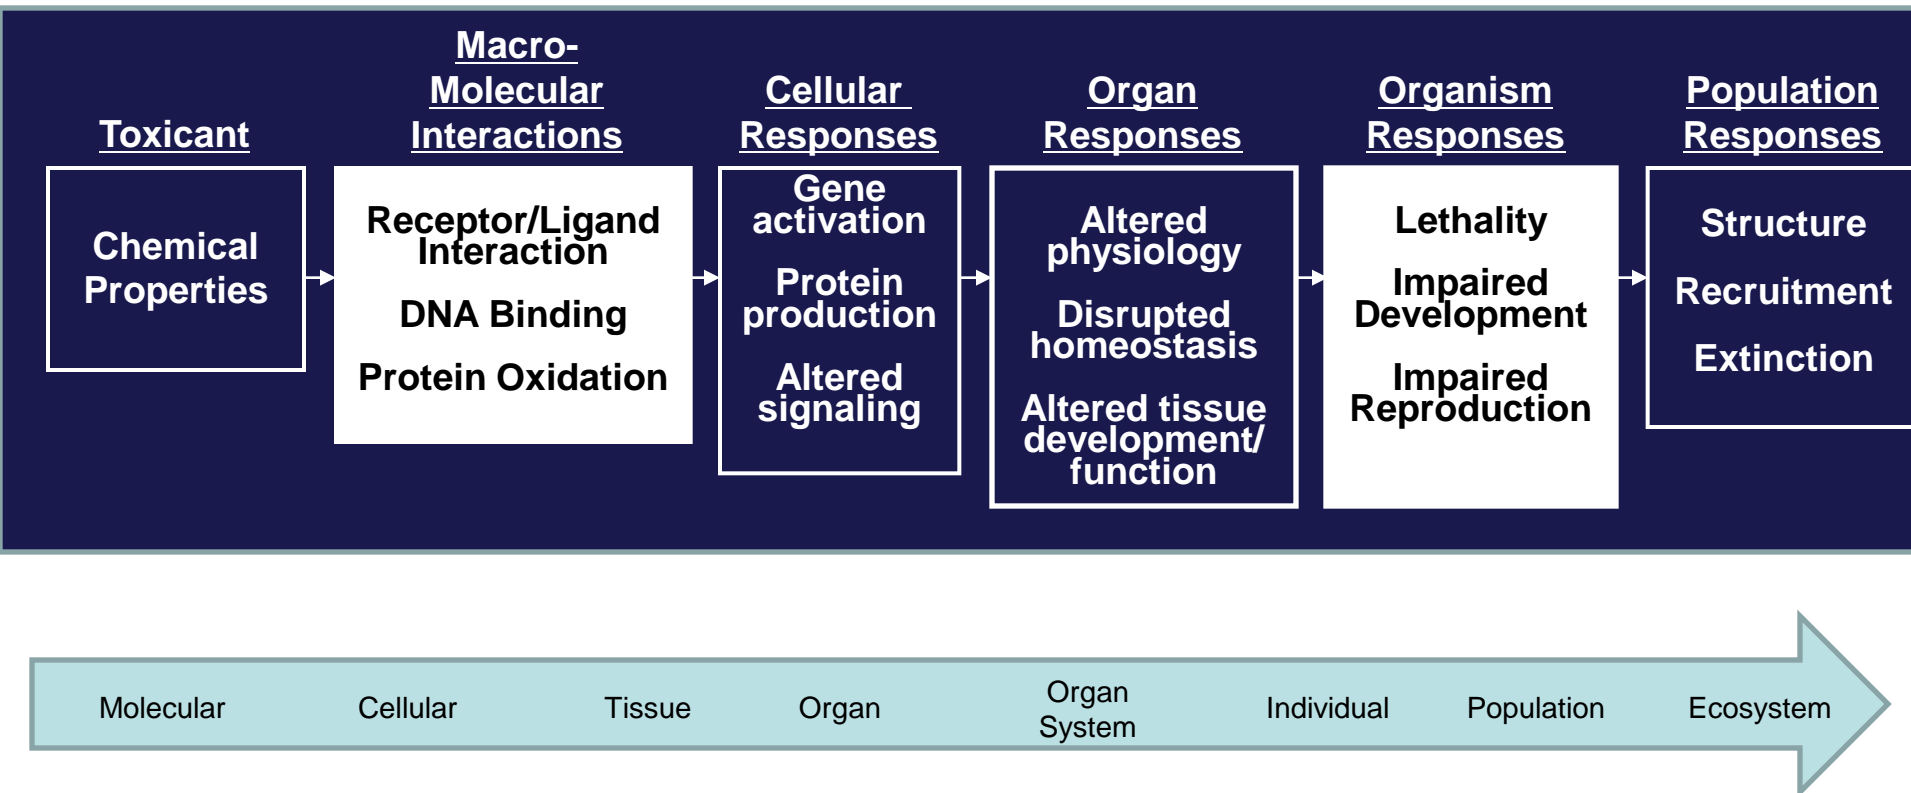 Toxicant
Chemical
Properties
Macro-
Molecular
Interactions
Receptor/Ligand
Interaction
DNA Binding
Protein Oxidation
Cellular
Responses
Gene
activation
Protein
production
Altered
signaling
Organ
Responses
Altered
physiology
Disrupted
homeostasis
Altered tissue
development/
function
Organism
Responses
Lethality
Impaired
Development
Impaired
Reproduction
Population
Responses
Structure
Recruitment
Extinction
Molecular
Cellular
Tissue
Organ
Organ
System
Individual
Population
Ecosystem